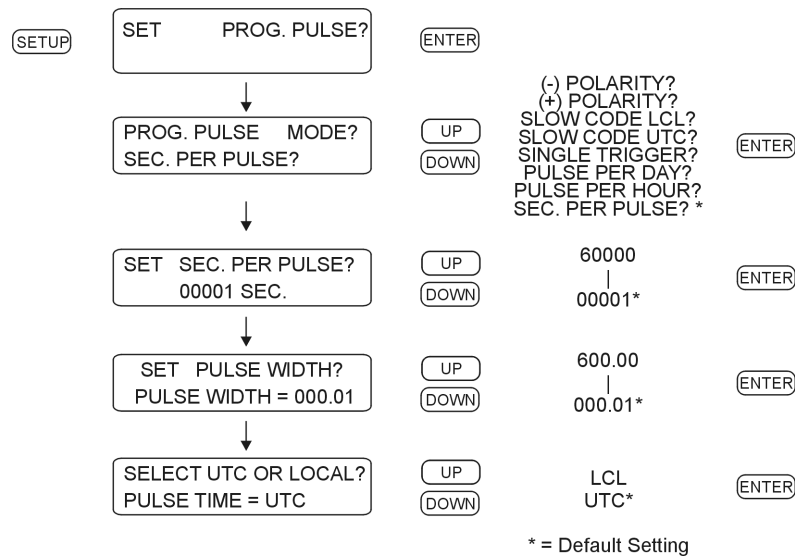 SETUP
SET PROG. PULSE?
ENTER
PROG. PULSE MODE?
SEC. PER PULSE?
UP
DOWN
(-) POLARITY?
(+) POLARITY?
SLOW CODE LCL?
SLOW CODE UTC?
SINGLE TRIGGER?
PULSE PER DAY?
PULSE PER HOUR?
SEC. PER PULSE? *
ENTER
SET SEC. PER PULSE?
00001 SEC.
UP
DOWN
60000
|
00001*
ENTER
SET PULSE WIDTH?
PULSE WIDTH = 000.01
UP
DOWN
600.00
|
000.01*
ENTER
SELECT UTC OR LOCAL?
PULSE TIME = UTC
UP
DOWN
LCL
UTC*
ENTER
* = Default Setting